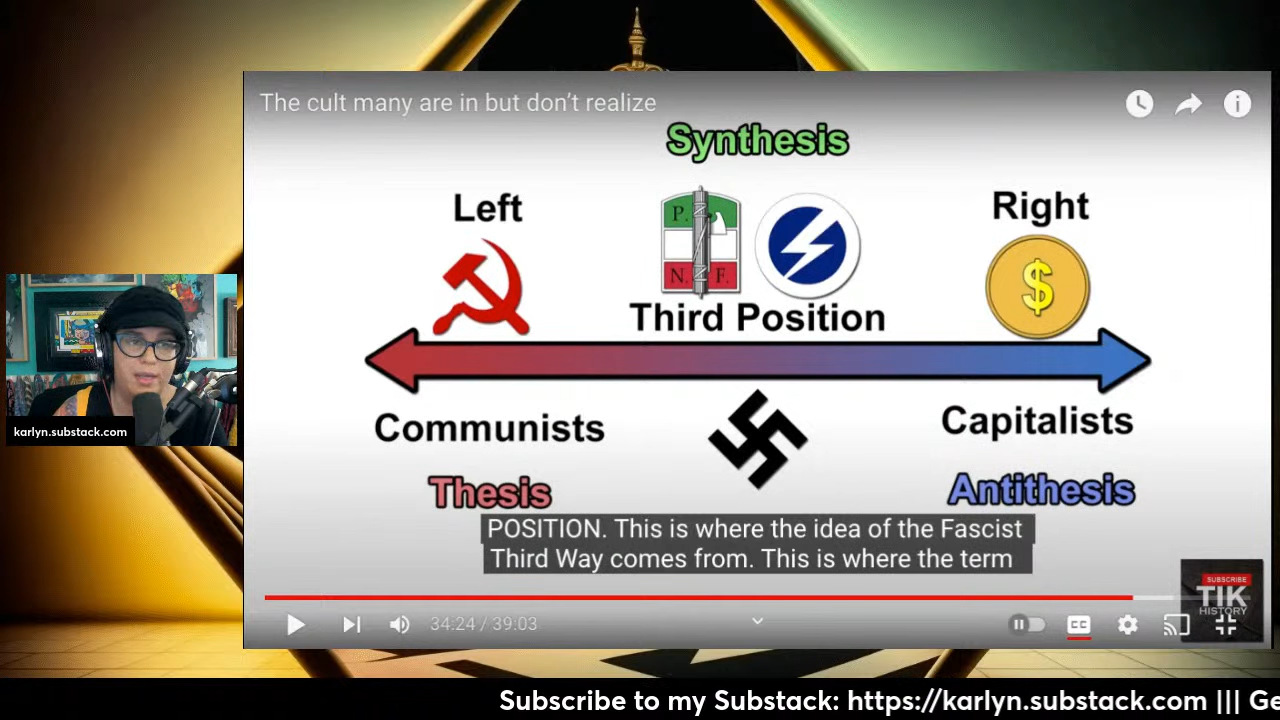 The cult many are in but don't realize
Synthesis
Left
Right
P.
N.
F.
$
Third Position
Communists
Capitalists
Thesis
Antithesis
POSITION. This is where the idea of the Fascist
Third Way comes from. This is where the term
SUBSCRIBE
TIK
HISTORY
34:24 / 39:03
CC
karlyn.substack.com
Subscribe to my Substack: https://karlyn.substack.com ||| Ge